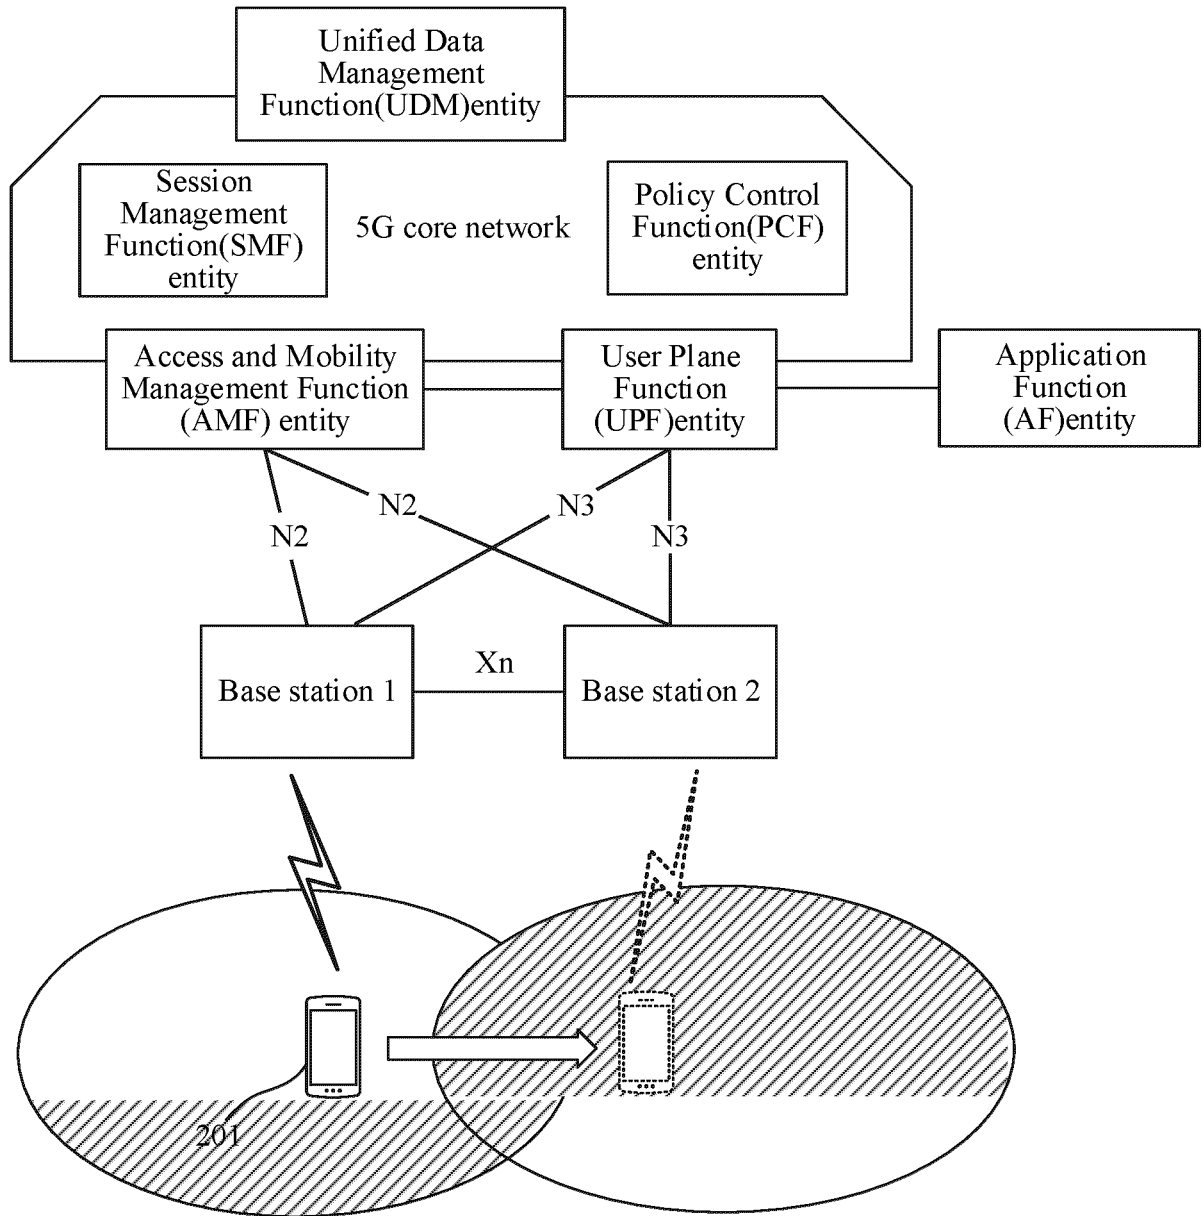 Unified Data
Management
Function(UDM)entity
Session
Management
Function(SMF)
entity
5G core network
Policy Control
Function(PCF)
entity
Access and Mobility
Management Function
(AMF) entity
User Plane
Function
(UPF)entity
Application
Function
(AF)entity
N2
N2
N3
N3
Base station 1
Xn
Base station 2
201